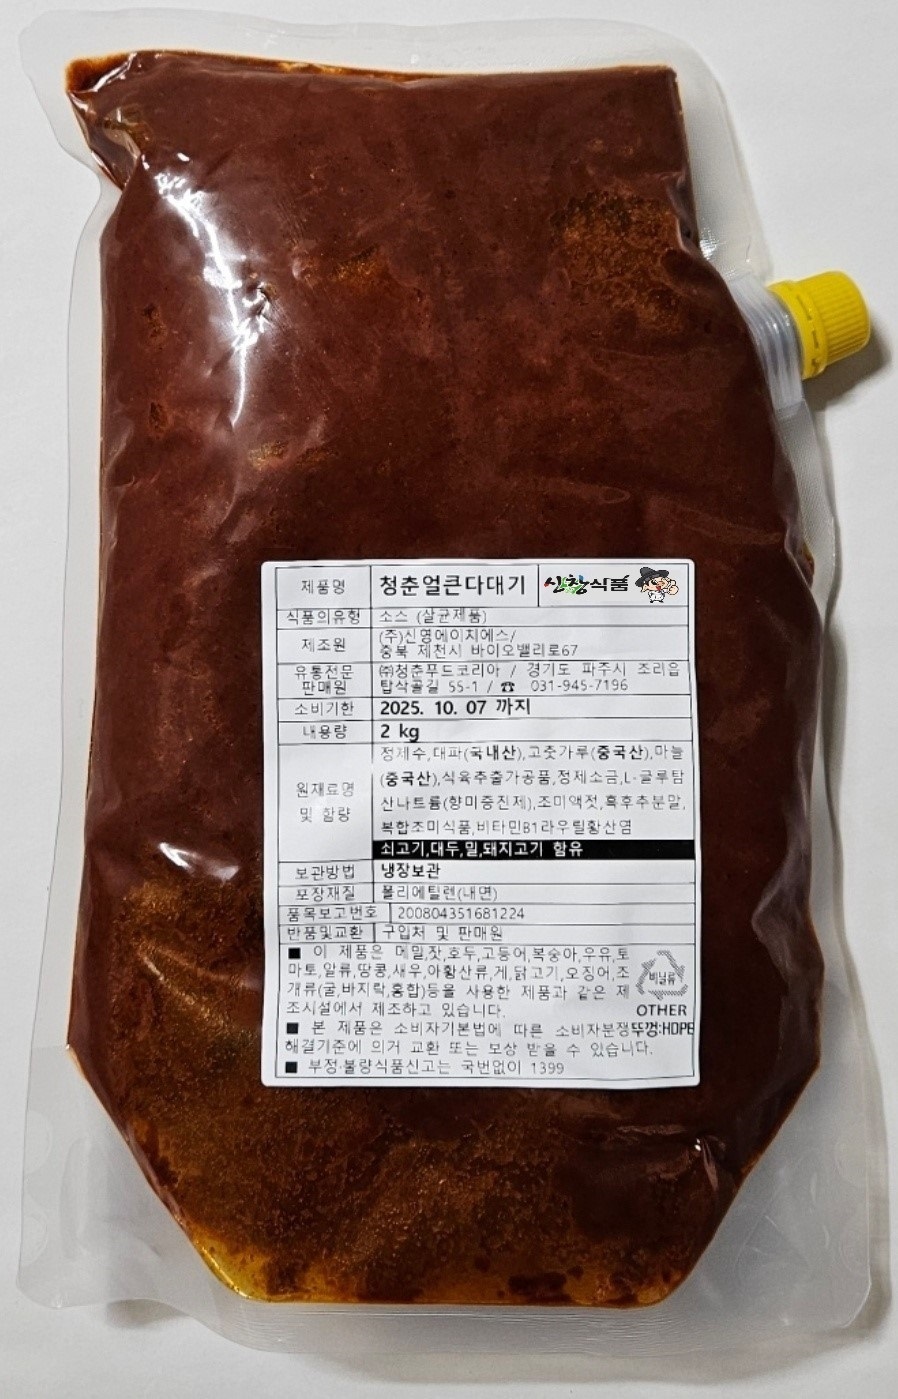 제품명 청춘얼큰다대기 신창식품
식품의유형 소스 (살균제품)
제조원 (주)신영에이치에스/
충북 제천시 바이오밸리로67
유통전문 ㈜청춘푸드코리아 / 경기도 파주시 조리읍
판매원 탑삭골길 55-1 / ☎ 031-945-7196
소비기한 2025. 10. 07 까지
내용량 2 kg
정제수,대파(국내산),고춧가루(중국산),마늘
원재료명 (중국산),식육추출가공품,정제소금,L-글루탐
및 함량 산나트륨(향미증진제),조미액젓,흑후추분말,
복합조미식품,비타민B1라우릴황산염
쇠고기,대두,밀,돼지고기 함유
보관방법 냉장보관
포장재질 폴리에틸렌(내면)
품목보고번호 200804351681224
반품및교환 구입처 및 판매원
■ 이 제품은 메밀,잣,호두,고등어,복숭아,우유,토
마토,알류,땅콩,새우,아황산류,게,닭고기,오징어,조
개류(굴,바지락,홍합)등을 사용한 제품과 같은 제
조시설에서 제조하고 있습니다.
비닐류
OTHER
뚜껑:HDPE
■ 본 제품은 소비자기본법에 따른 소비자분쟁
해결기준에 의거 교환 또는 보상 받을 수 있습니다.
■ 부정·불량식품신고는 국번없이 1399